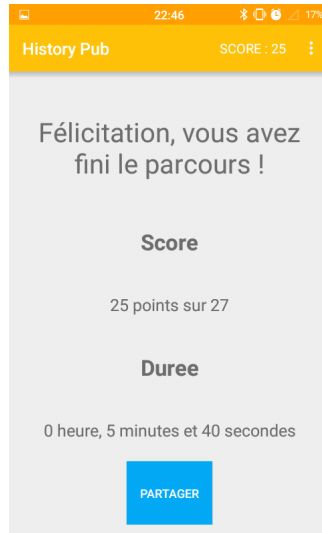 22:46 17%
History Pub SCORE : 25
Félicitation, vous avez
fini le parcours !
Score
25 points sur 27
Duree
0 heure, 5 minutes et 40 secondes
PARTAGER